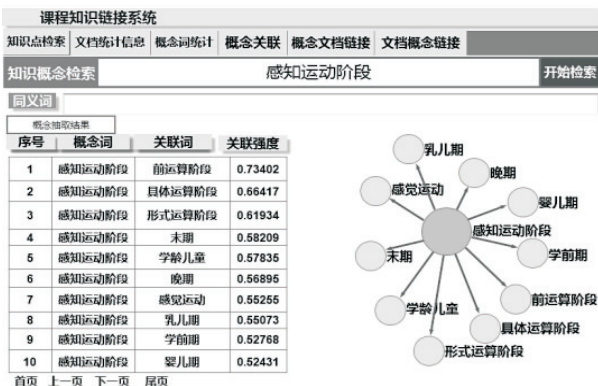 课程知识链接系统
知识点检索 文档统计信息 概念词统计 概念关联 概念文档链接 文档概念链接
知识概念检索 感知运动阶段 开始检索
同义词
概念抽取结果
序号 概念词 关联词 关联强度
1 感知运动阶段 前运算阶段 0.73402
2 感知运动阶段 具体运算阶段 0.66417
3 感知运动阶段 形式运算阶段 0.61934
4 感知运动阶段 末期 0.58209
5 感知运动阶段 学龄儿童 0.57835
6 感知运动阶段 晚期 0.56895
7 感知运动阶段 感觉运动 0.55255
8 感知运动阶段 乳儿期 0.55073
9 感知运动阶段 学前期 0.52768
10 感知运动阶段 婴儿期 0.52431
首页 上一页 下一页 尾页
乳儿期
晚期
感觉运动
婴儿期
感知运动阶段
末期
学前期
前运算阶段
学龄儿童
具体运算阶段
形式运算阶段